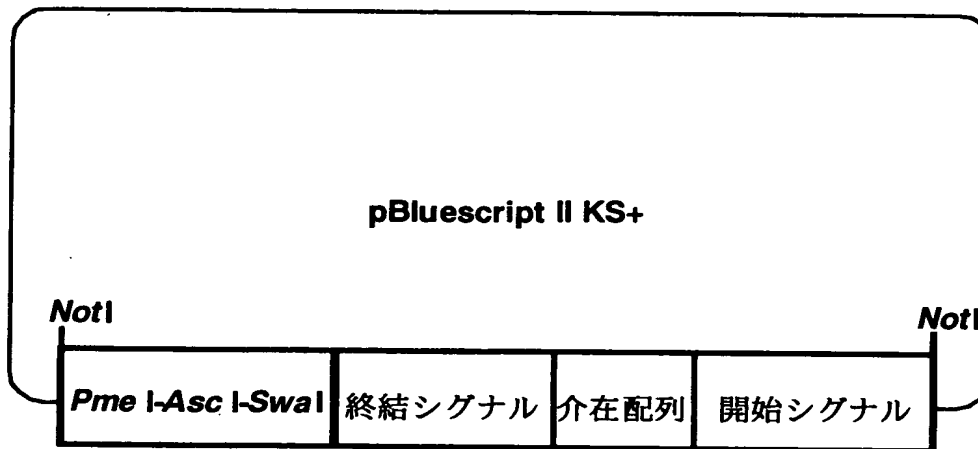 pBluescript II KS+
NotI
NotI
Pme I-Asc I-SwaI
終結シグナル
介在配列
開始シグナル